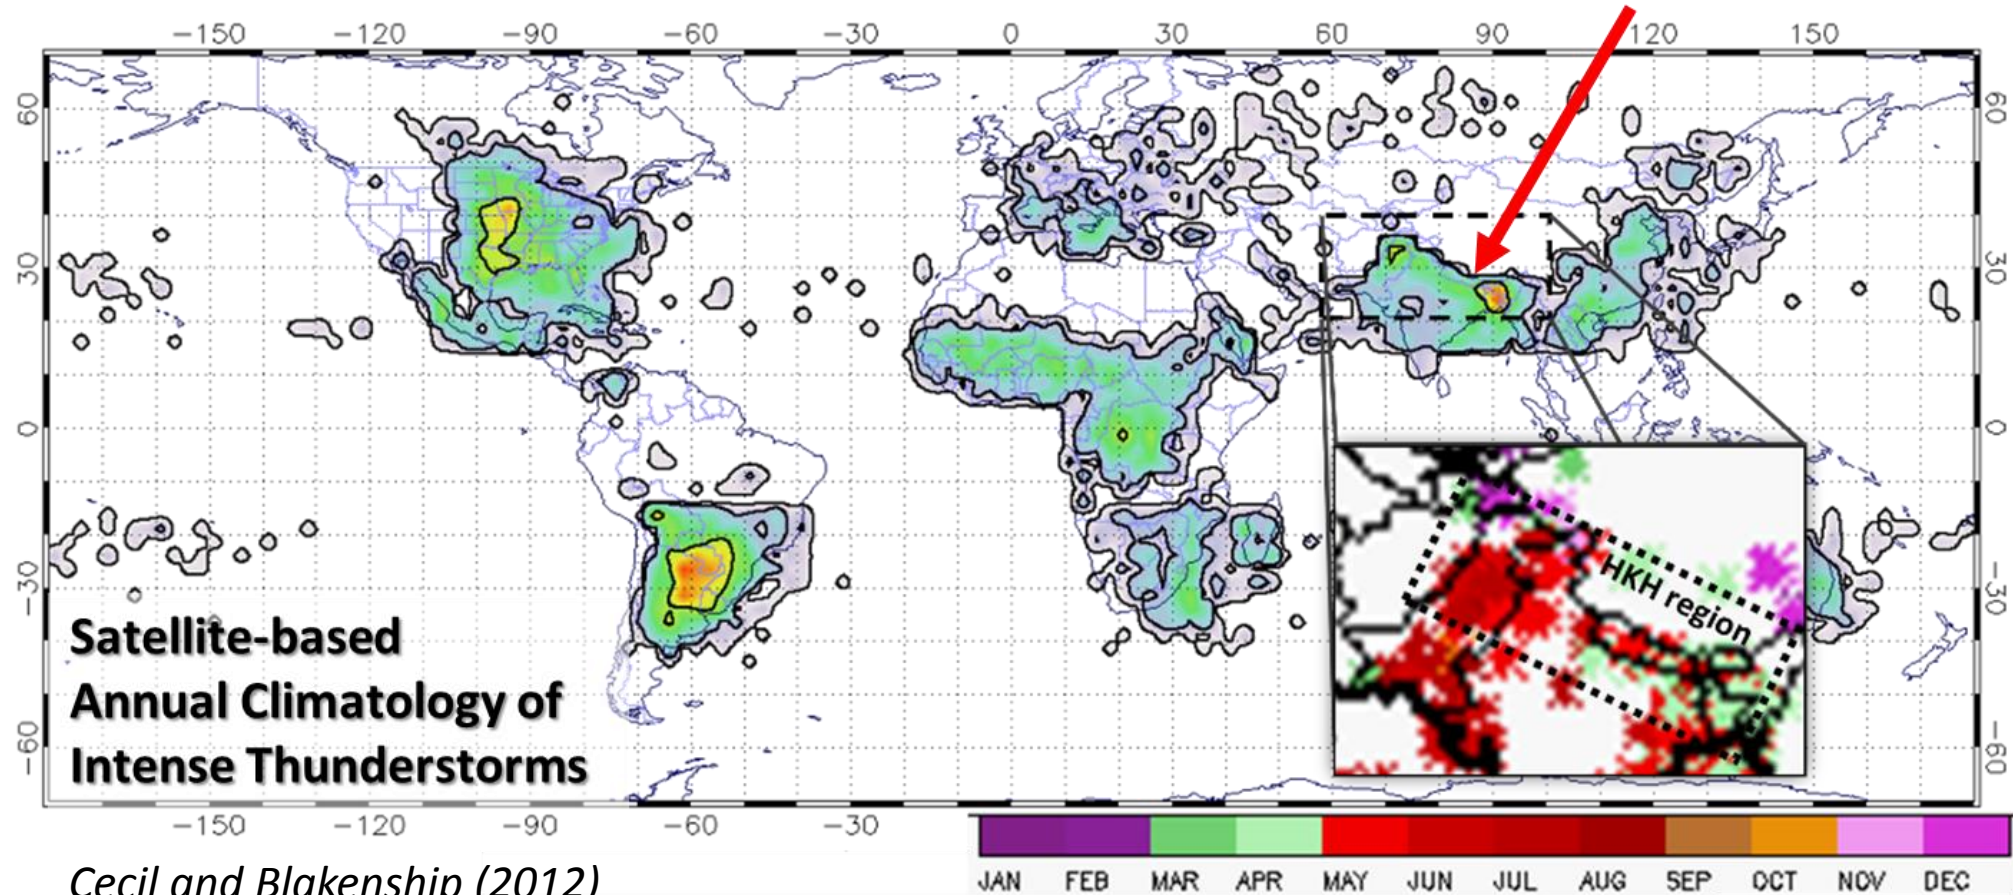 −150 −120 −90 −60 −30 0 30 60 90 120 150
60 60
30 30
0 0
−30 −30
−60 −60
HKH region
Satellite-based
Annual Climatology of
Intense Thunderstorms
−150 −120 −90 −60 −30
JAN FEB MAR APR MAY JUN JUL AUG SEP OCT NOV DEC
Cecil and Blakenship (2012)